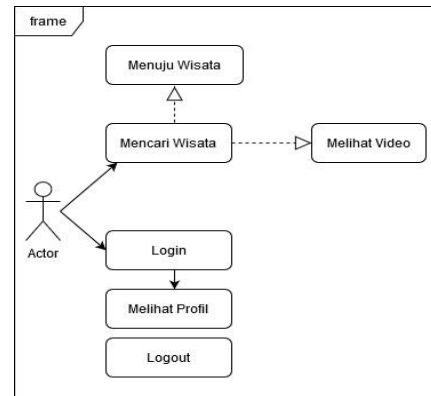 frame
Menuju Wisata
Mencari Wisata
Melihat Video
Actor
Login
Melihat Profil
Logout